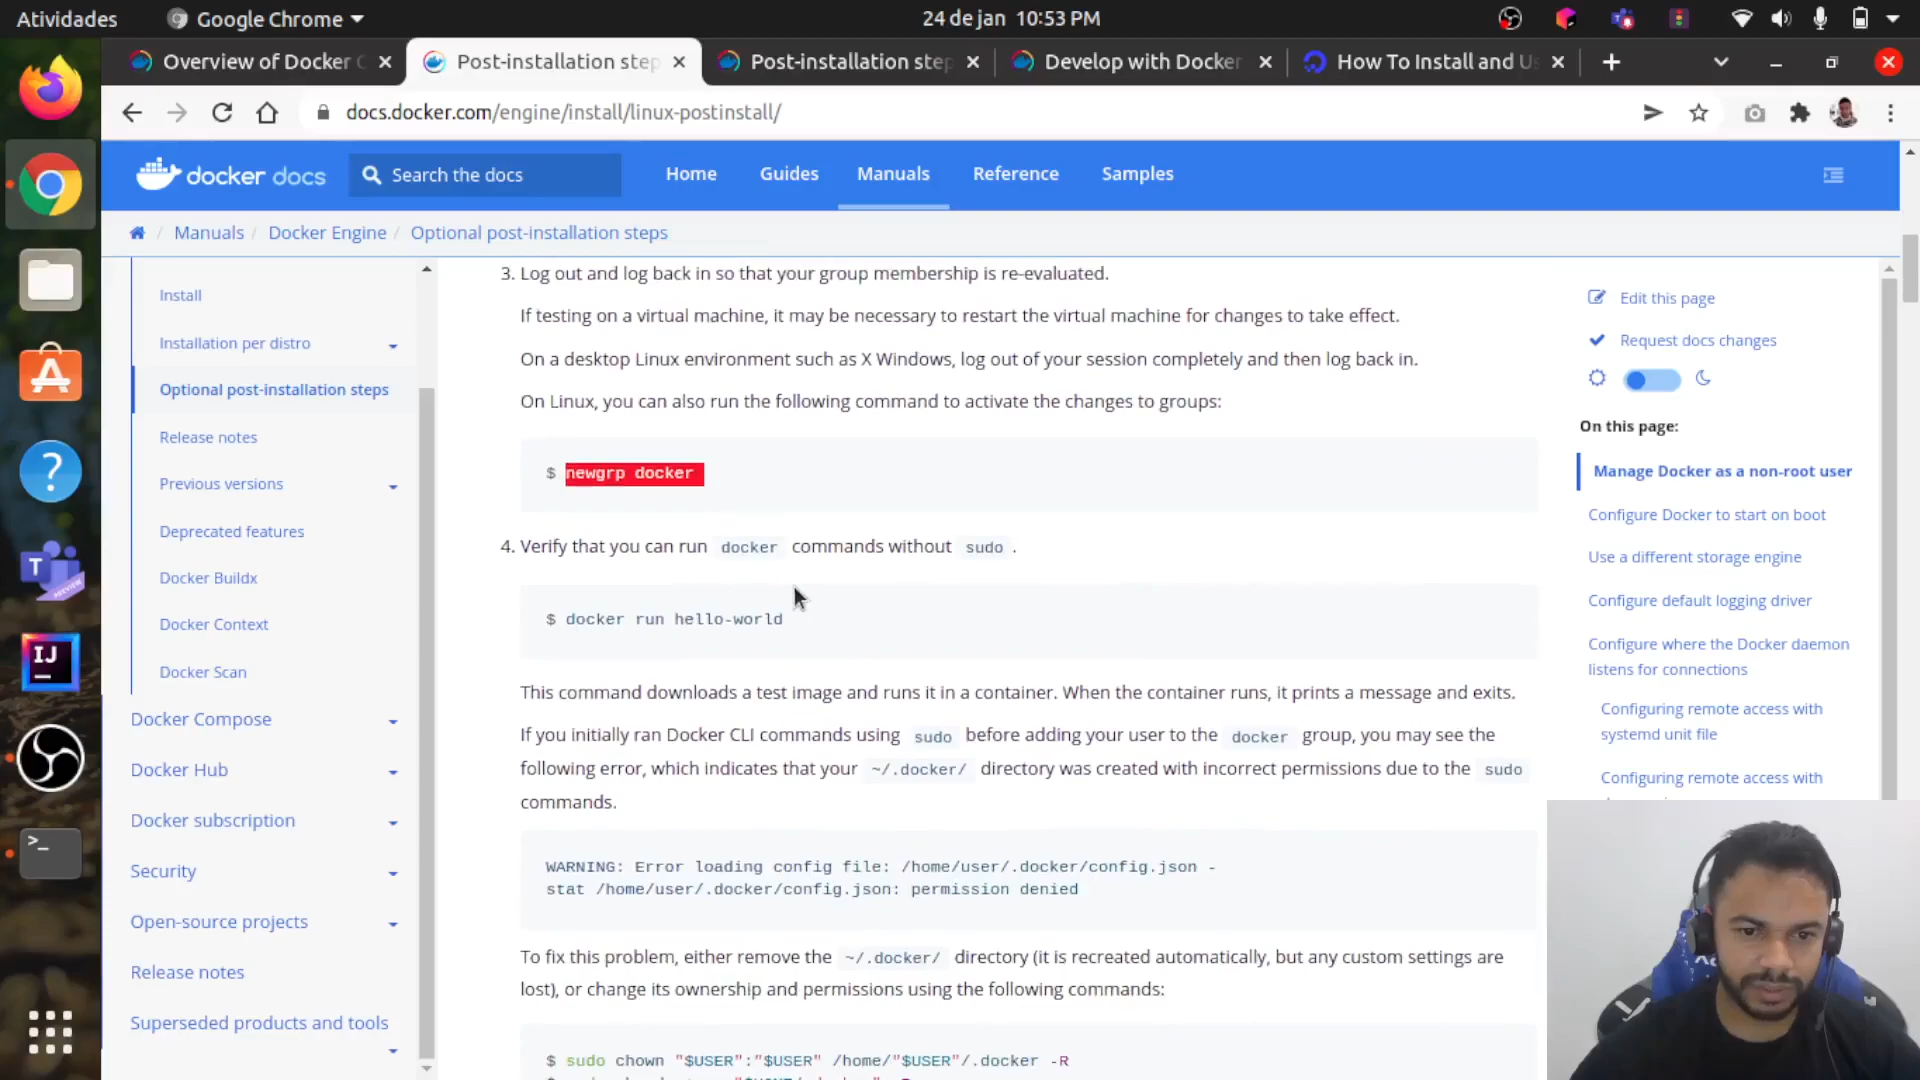 Atividades
Google Chrome
24 de jan 10:53 PM
Overview of Docker
Post-installation step
Post-installation step
Develop with Docker
How To Install and Us
docs.docker.com/engine/install/linux-postinstall/
docker docs
Search the docs
Home
Guides
Manuals
Reference
Samples
/ Manuals / Docker Engine / Optional post-installation steps
Install
Installation per distro
Optional post-installation steps
Release notes
Previous versions
Deprecated features
Docker Buildx
Docker Context
Docker Scan
Docker Compose
Docker Hub
Docker subscription
Security
Open-source projects
Release notes
Superseded products and tools
3. Log out and log back in so that your group membership is re-evaluated.
If testing on a virtual machine, it may be necessary to restart the virtual machine for changes to take effect.
On a desktop Linux environment such as X Windows, log out of your session completely and then log back in.
On Linux, you can also run the following command to activate the changes to groups:
$ newgrp docker
4. Verify that you can run docker commands without sudo .
$ docker run hello-world
This command downloads a test image and runs it in a container. When the container runs, it prints a message and exits.
If you initially ran Docker CLI commands using sudo before adding your user to the docker group, you may see the
following error, which indicates that your ~/.docker/ directory was created with incorrect permissions due to the sudo
commands.
WARNING: Error loading config file: /home/user/.docker/config.json -
stat /home/user/.docker/config.json: permission denied
To fix this problem, either remove the ~/.docker/ directory (it is recreated automatically, but any custom settings are
lost), or change its ownership and permissions using the following commands:
$ sudo chown "$USER":"$USER" /home/"$USER"/.docker -R
Edit this page
Request docs changes
On this page:
Manage Docker as a non-root user
Configure Docker to start on boot
Use a different storage engine
Configure default logging driver
Configure where the Docker daemon
listens for connections
Configuring remote access with
systemd unit file
Configuring remote access with
T
PREVIEW
IJ
>_
?